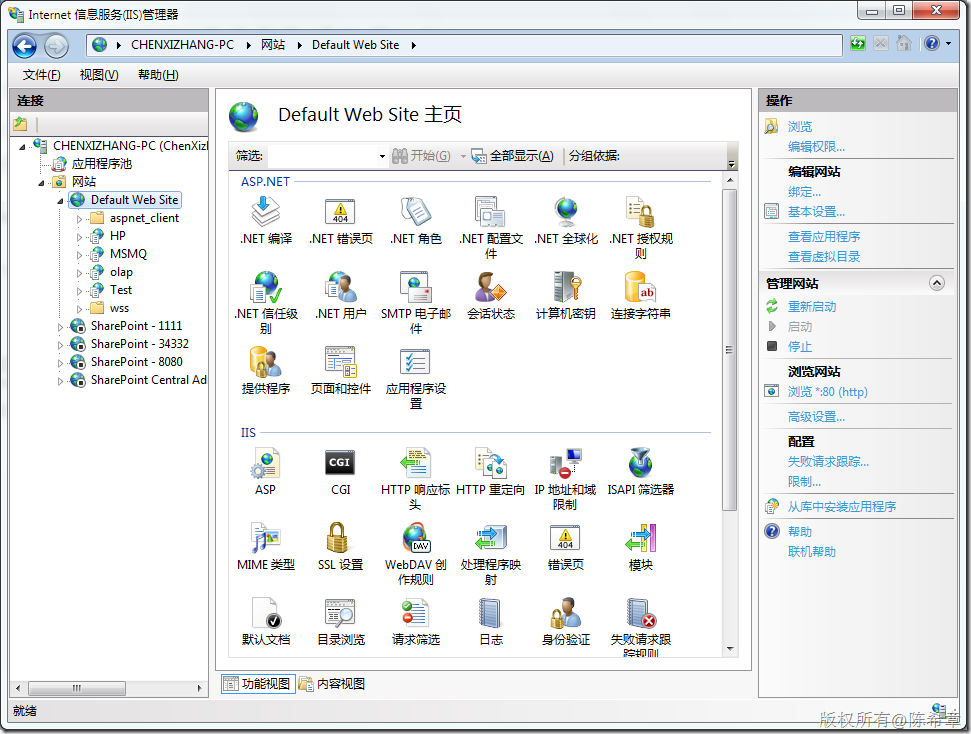 Internet 信息服务(IIS)管理器
CHENXIZHANG-PC
网站
Default Web Site
文件(F)
视图(V)
帮助(H)
连接
CHENXIZHANG-PC (ChenXizl
应用程序池
网站
Default Web Site
aspnet_client
HP
MSMQ
olap
Test
wss
SharePoint - 1111
SharePoint - 34332
SharePoint - 8080
SharePoint Central Ad
Default Web Site 主页
筛选:
开始(G)
全部显示(A)
分组依据:
ASP.NET
.NET 编译
.NET 错误页
.NET 角色
.NET 配置文
件
.NET 全球化
.NET 授权规
则
.NET 信任级
别
.NET 用户
SMTP 电子邮
件
会话状态
计算机密钥
连接字符串
提供程序
页面和控件
应用程序设
置
IIS
ASP
CGI
CGI
HTTP 响应标
头
HTTP 重定向
IP 地址和域
限制
ISAPI 筛选器
MIME 类型
SSL 设置
DAV
WebDAV 创
作规则
处理程序映
射
404
错误页
模块
默认文档
目录浏览
请求筛选
日志
身份验证
失败请求跟
踪规则
404
ab
功能视图
内容视图
操作
浏览
编辑权限...
编辑网站
绑定...
基本设置...
查看应用程序
查看虚拟目录
管理网站
重新启动
启动
停止
浏览网站
浏览 *:80 (http)
高级设置...
配置
失败请求跟踪...
限制...
从库中安装应用程序
帮助
联机帮助
就绪
版权所有@陈希章